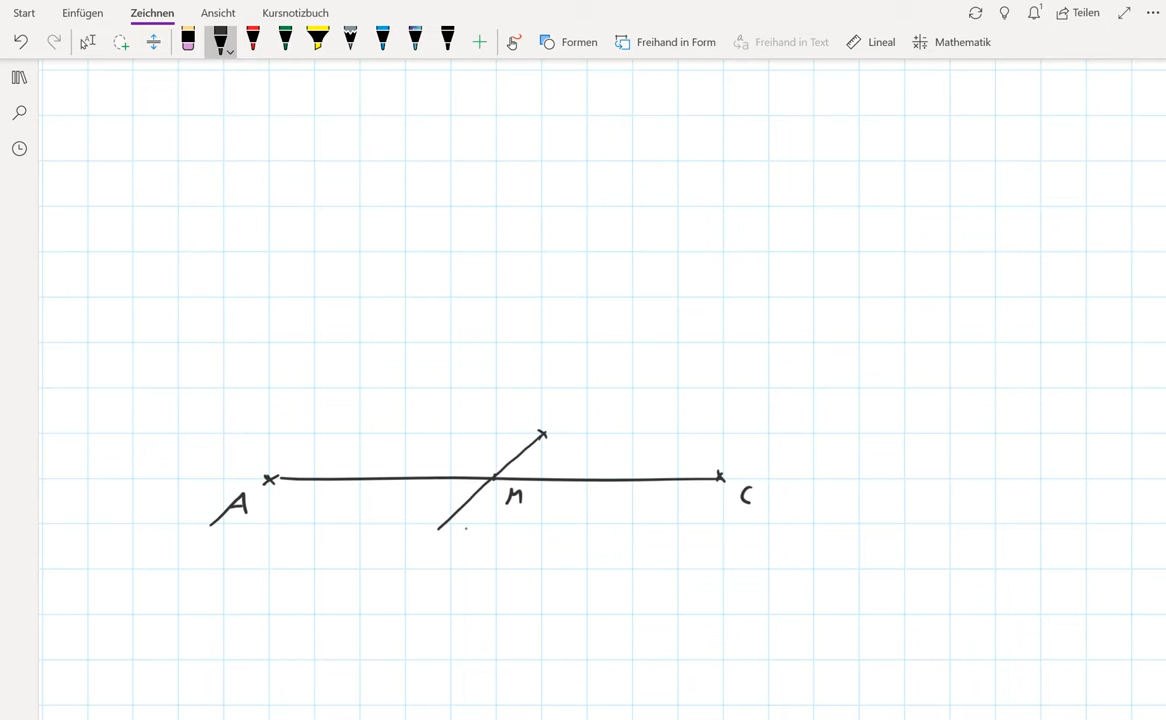 Start Einfügen Zeichnen Ansicht Kursnotizbuch Teilen
Formen Freihand in Form Freihand in Text Lineal Mathematik
A M C